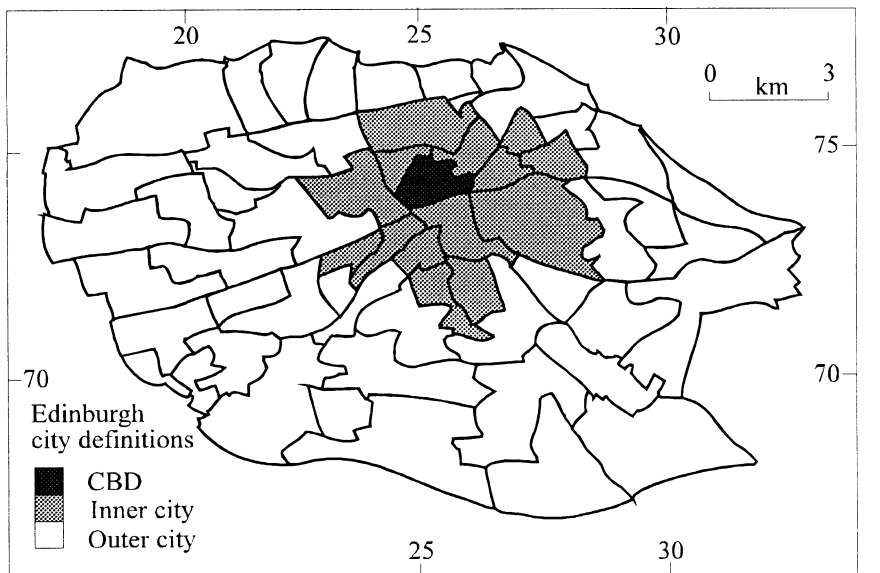 20 25 30
0 3
km
75 75
70 70
Edinburgh
city definitions
CBD
Inner city
Outer city
25 30